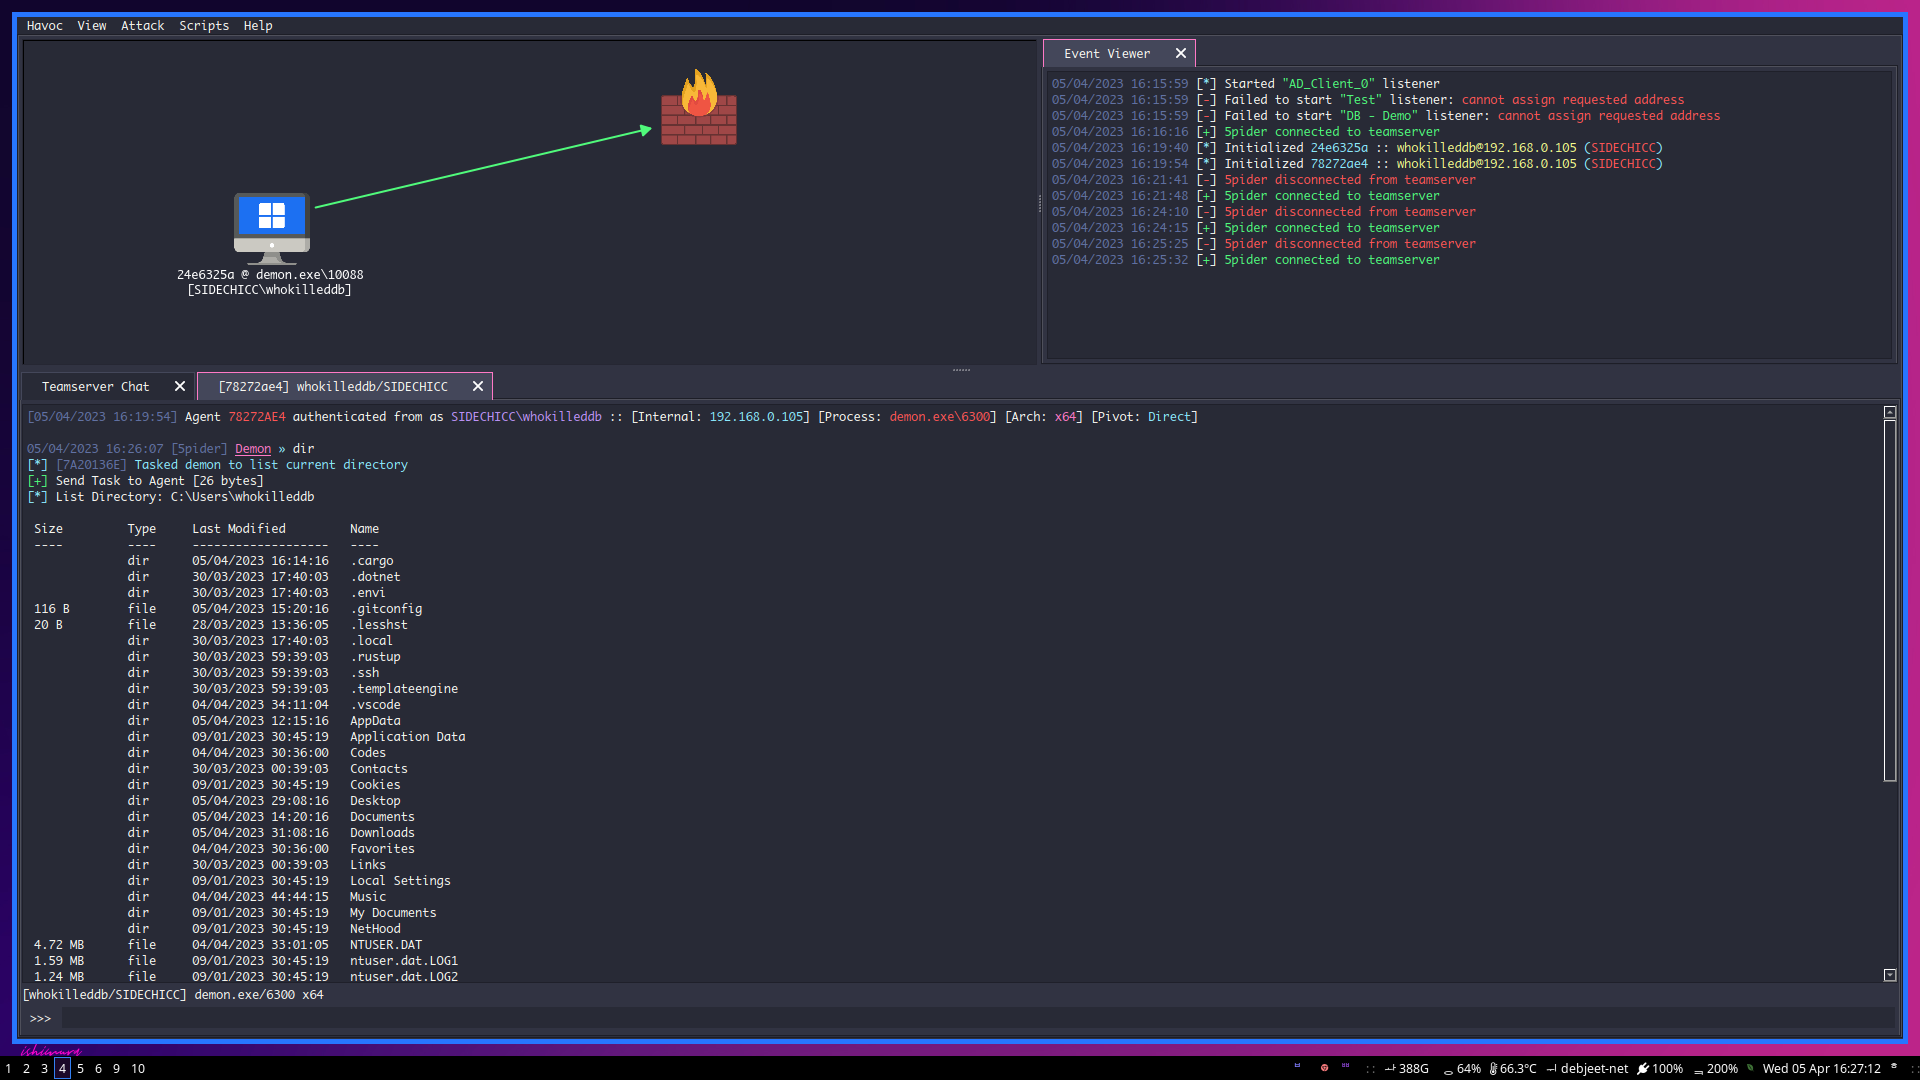 Havoc View Attack Scripts Help
24e6325a @ demon.exe\10088
[SIDECHICC\whokilleddb]
Event Viewer
05/04/2023 16:15:59 [*] Started "AD_Client_0" listener
05/04/2023 16:15:59 [-] Failed to start "Test" listener: cannot assign requested address
05/04/2023 16:15:59 [-] Failed to start "DB - Demo" listener: cannot assign requested address
05/04/2023 16:16:16 [+] 5pider connected to teamserver
05/04/2023 16:19:40 [*] Initialized 24e6325a :: whokilleddb@192.168.0.105 (SIDECHICC)
05/04/2023 16:19:54 [*] Initialized 78272ae4 :: whokilleddb@192.168.0.105 (SIDECHICC)
05/04/2023 16:21:41 [-] 5pider disconnected from teamserver
05/04/2023 16:21:48 [+] 5pider connected to teamserver
05/04/2023 16:24:10 [-] 5pider disconnected from teamserver
05/04/2023 16:24:15 [+] 5pider connected to teamserver
05/04/2023 16:25:25 [-] 5pider disconnected from teamserver
05/04/2023 16:25:32 [+] 5pider connected to teamserver
Teamserver Chat
[78272ae4] whokilleddb/SIDECHICC
[05/04/2023 16:19:54] Agent 78272AE4 authenticated from as SIDECHICC\whokilleddb :: [Internal: 192.168.0.105] [Process: demon.exe\6300] [Arch: x64] [Pivot: Direct]
05/04/2023 16:26:07 [5pider] Demon » dir
[*] [7A20136E] Tasked demon to list current directory
[+] Send Task to Agent [26 bytes]
[*] List Directory: C:\Users\whokilleddb
Size Type Last Modified Name
---- ---- ------------------- ----
dir 05/04/2023 16:14:16 .cargo
dir 30/03/2023 17:40:03 .dotnet
dir 30/03/2023 17:40:03 .envi
116 B file 05/04/2023 15:20:16 .gitconfig
20 B file 28/03/2023 13:36:05 .lesshst
dir 30/03/2023 17:40:03 .local
dir 30/03/2023 59:39:03 .rustup
dir 30/03/2023 59:39:03 .ssh
dir 30/03/2023 59:39:03 .templateengine
dir 04/04/2023 34:11:04 .vscode
dir 05/04/2023 12:15:16 AppData
dir 09/01/2023 30:45:19 Application Data
dir 04/04/2023 30:36:00 Codes
dir 30/03/2023 00:39:03 Contacts
dir 09/01/2023 30:45:19 Cookies
dir 05/04/2023 29:08:16 Desktop
dir 05/04/2023 14:20:16 Documents
dir 05/04/2023 31:08:16 Downloads
dir 04/04/2023 30:36:00 Favorites
dir 30/03/2023 00:39:03 Links
dir 09/01/2023 30:45:19 Local Settings
dir 04/04/2023 44:44:15 Music
dir 09/01/2023 30:45:19 My Documents
dir 09/01/2023 30:45:19 NetHood
4.72 MB file 04/04/2023 33:01:05 NTUSER.DAT
1.59 MB file 09/01/2023 30:45:19 ntuser.dat.LOG1
1.24 MB file 09/01/2023 30:45:19 ntuser.dat.LOG2
[whokilleddb/SIDECHICC] demon.exe/6300 x64
>>>
1 2 3 4 5 6 9 10 388G 64% 66.3°C debjeet-net 100% 200% Wed 05 Apr 16:27:12